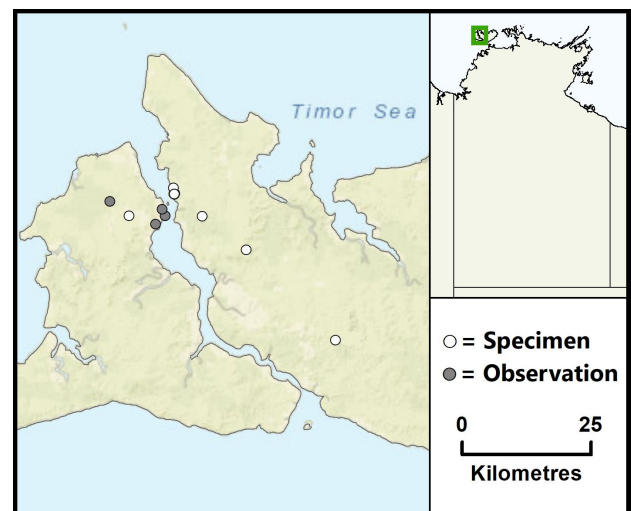 Timor Sea
= Specimen
= Observation
0 25
Kilometres